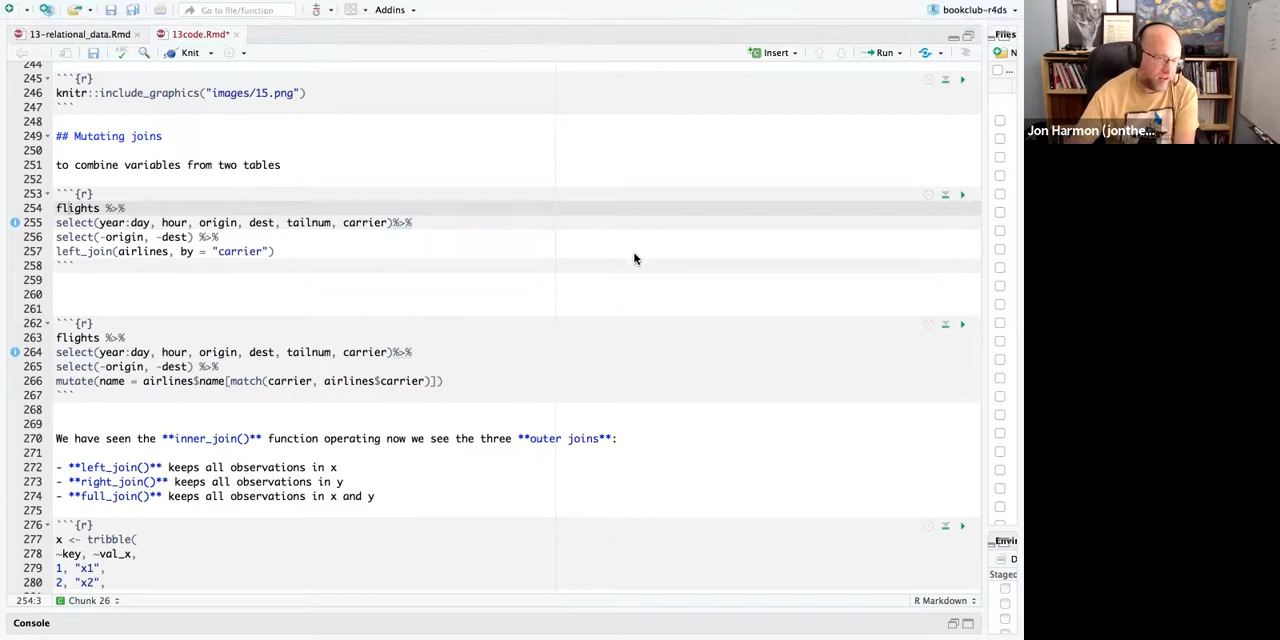 Go to file/function
Addins
bookclub-r4ds
13-relational_data.Rmd
13code.Rmd*
Files
Knit
Insert
Run
N
...
244
245 ```{r}
246 knitr::include_graphics("images/15.png")
247 ```
248
249 ## Mutating joins
250
251 to combine variables from two tables
252
253 ```{r}
254 flights %>%
255 select(year:day, hour, origin, dest, tailnum, carrier)%>%
256 select(-origin, -dest) %>%
257 left_join(airlines, by = "carrier")
258 ```
259
260
261
262 ```{r}
263 flights %>%
264 select(year:day, hour, origin, dest, tailnum, carrier)%>%
265 select(-origin, -dest) %>%
266 mutate(name = airlines$name[match(carrier, airlines$carrier)])
267 ```
268
269
270 We have seen the **inner_join()** function operating now we see the three **outer joins**:
271
272 - **left_join()** keeps all observations in x
273 - **right_join()** keeps all observations in y
274 - **full_join()** keeps all observations in x and y
275
276 ```{r}
277 x <- tribble(
278 ~key, ~val_x,
279 1, "x1",
280 2, "x2",
254:3
Chunk 26
R Markdown
Console
Envir
D
Staged
Jon Harmon (jonthe...